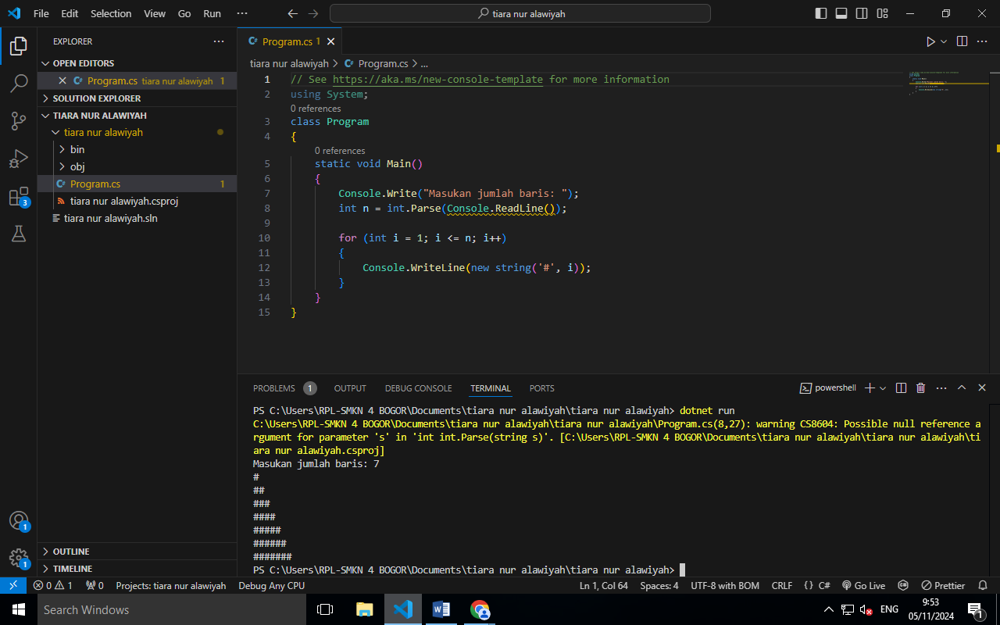 File Edit Selection View Go Run ···
tiara nur alawiyah
EXPLORER
OPEN EDITORS
Program.cs tiara nur alawiyah 1
SOLUTION EXPLORER
TIARA NUR ALAWIYAH
tiara nur alawiyah
bin
obj
Program.cs 1
tiara nur alawiyah.csproj
tiara nur alawiyah.sln
OUTLINE
TIMELINE
3
1
1
Program.cs 1
tiara nur alawiyah > Program.cs > ...
1 // See https://aka.ms/new-console-template for more information
2 using System;
0 references
3 class Program
4 {
0 references
5 static void Main()
6 {
7 Console.Write("Masukan jumlah baris: ");
8 int n = int.Parse(Console.ReadLine());
9
10 for (int i = 1; i <= n; i++)
11 {
12 Console.WriteLine(new string('#', i));
13 }
14 }
15 }
PROBLEMS 1 OUTPUT DEBUG CONSOLE TERMINAL PORTS
powershell
PS C:\Users\RPL-SMKN 4 BOGOR\Documents\tiara nur alawiyah\tiara nur alawiyah> dotnet run
C:\Users\RPL-SMKN 4 BOGOR\Documents\tiara nur alawiyah\tiara nur alawiyah\Program.cs(8,27): warning CS8604: Possible null reference a
rgument for parameter 's' in 'int int.Parse(string s)'. [C:\Users\RPL-SMKN 4 BOGOR\Documents\tiara nur alawiyah\tiara nur alawiyah\ti
ara nur alawiyah.csproj]
Masukan jumlah baris: 7
#
##
###
####
#####
######
#######
PS C:\Users\RPL-SMKN 4 BOGOR\Documents\tiara nur alawiyah\tiara nur alawiyah>
0 1 0 Projects: tiara nur alawiyah Debug Any CPU
Ln 1, Col 64 Spaces: 4 UTF-8 with BOM CRLF {} C# Go Live Prettier
Search Windows
ENG
9:53
05/11/2024
1